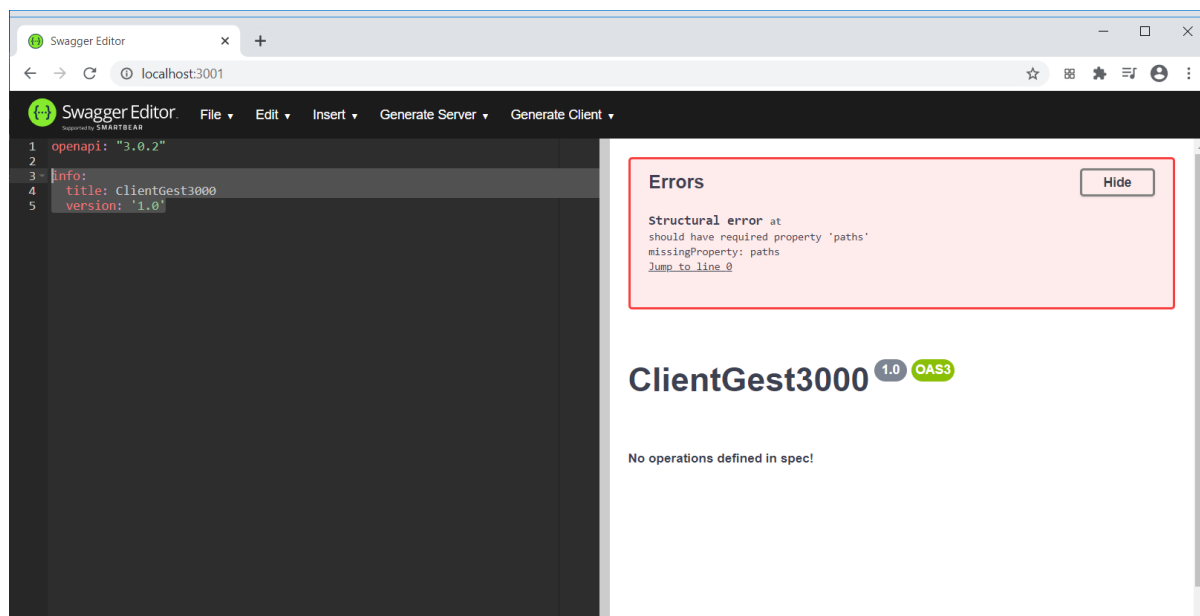 Swagger Editor
localhost:3001
Swagger Editor.
Supported by SMARTBEAR
File Edit Insert Generate Server Generate Client
1 openapi: "3.0.2"
2
3 info:
4 title: ClientGest3000
5 version: '1.0'
Errors
Hide
Structural error at
should have required property 'paths'
missingProperty: paths
Jump to line 0
ClientGest3000 1.0 OAS3
No operations defined in spec!